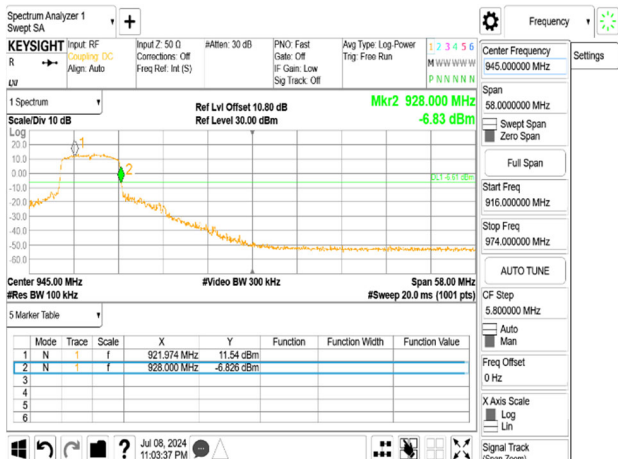 Spectrum Analyzer 1
Swept SA
KEYSIGHT
R
Input: RF
Coupling: DC
Align: Auto
Input Z: 50 Ω
Corrections: Off
Freq Ref: Int (S)
#Atten: 30 dB
PNO: Fast
Gate: Off
IF Gain: Low
Sig Track: Off
Avg Type: Log-Power
Trig: Free Run
1 2 3 4 5 6
M W W W W W
P N N N N N
1 Spectrum
Scale/Div 10 dB
Ref Lvl Offset 10.80 dB
Ref Level 30.00 dBm
Mkr2 928.000 MHz
-6.83 dBm
Log
20.0
10.0
0.00
-10.0
-20.0
-30.0
-40.0
-50.0
-60.0
1
2
Center 945.00 MHz
#Res BW 100 kHz
#Video BW 300 kHz
Span 58.00 MHz
#Sweep 20.0 ms (1001 pts)
5 Marker Table
Mode Trace Scale X Y Function Function Width Function Value
1 N 1 f 921.974 MHz 11.54 dBm
2 N 1 f 928.000 MHz -6.826 dBm
3
4
5
6
Jul 08, 2024
11:03:37 PM
Frequency
Settings
Center Frequency
945.000000 MHz
Span
58.0000000 MHz
Swept Span
Zero Span
Full Span
Start Freq
916.000000 MHz
Stop Freq
974.000000 MHz
AUTO TUNE
CF Step
5.800000 MHz
Auto
Man
Freq Offset
0 Hz
X Axis Scale
Log
Lin
Signal Track
(Span Zoom)